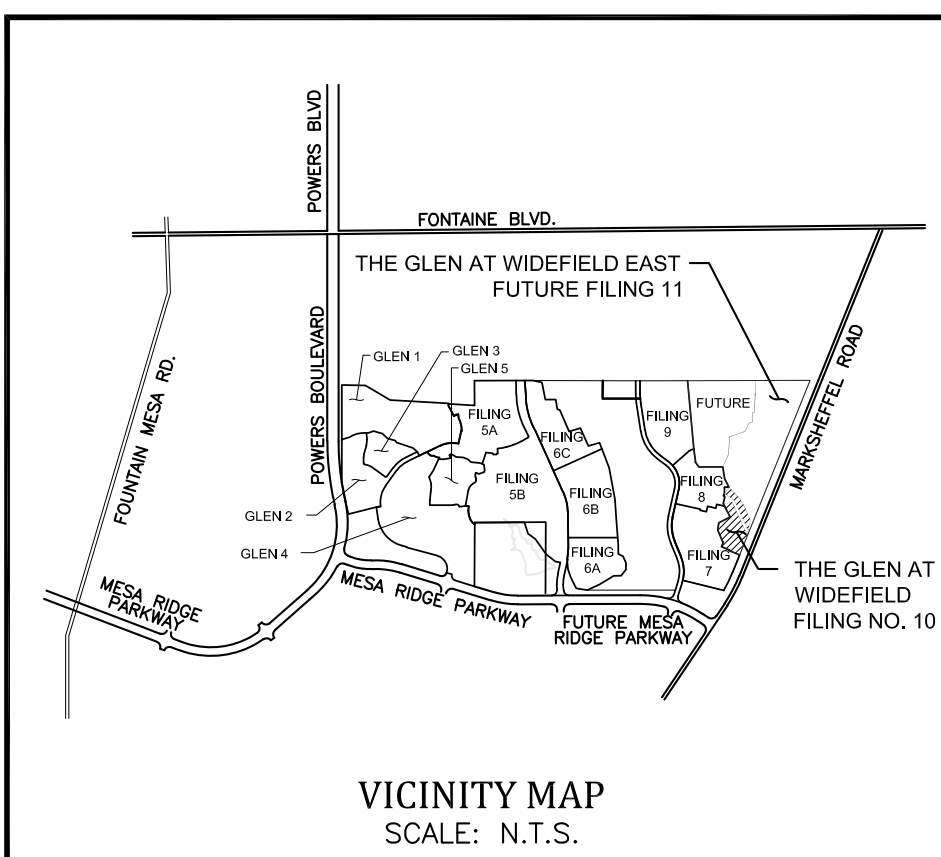 POWERS BLVD
FONTAINE BLVD.
THE GLEN AT WIDEFIELD EAST
FUTURE FILING 11
FOUNTAIN MESA RD.
POWERS BOULEVARD
MARKSHEFFEL ROAD
GLEN 1
GLEN 3
GLEN 5
FILING
5A
FILING
6C
FILING
9
FUTURE
FILING
5B
FILING
6B
FILING
8
GLEN 2
GLEN 4
FILING
6A
FILING
7
THE GLEN AT
WIDEFIELD
FILING NO. 10
MESA RIDGE
PARKWAY
MESA RIDGE PARKWAY
FUTURE MESA
RIDGE PARKWAY
VICINITY MAP
SCALE: N.T.S.